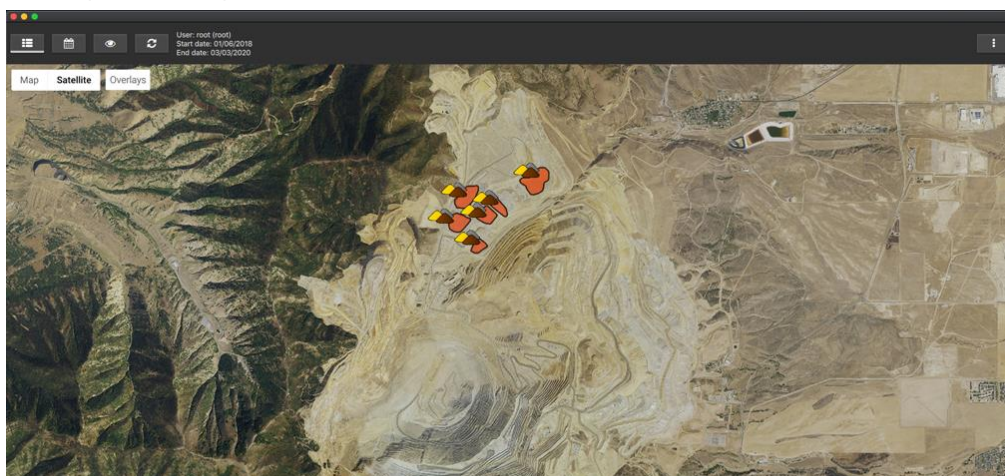 User: root (root)
Start date: 01/06/2018
End date: 03/03/2020
Map
Satellite
Overlays